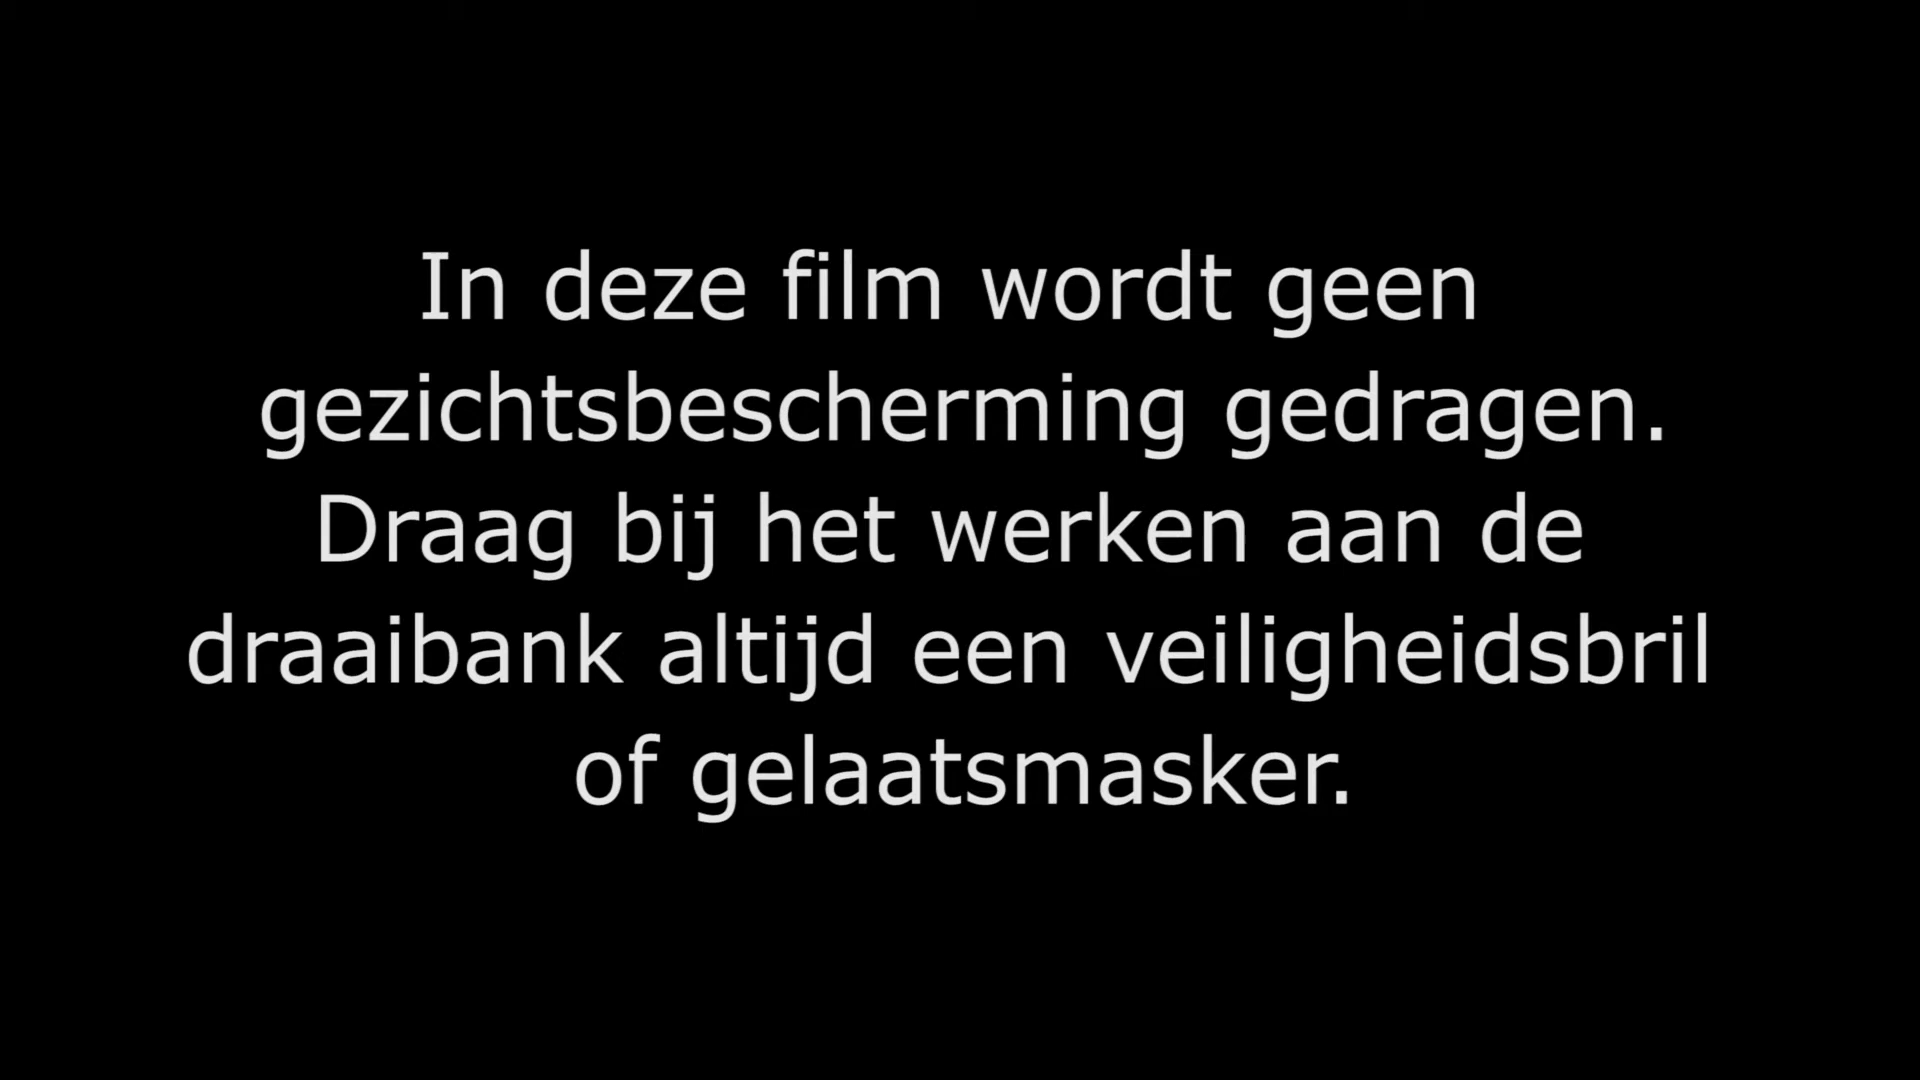 In deze film wordt geen
gezichtsbescherming gedragen.
Draag bij het werken aan de
draaibank altijd een veiligheidsbril
of gelaatsmasker.